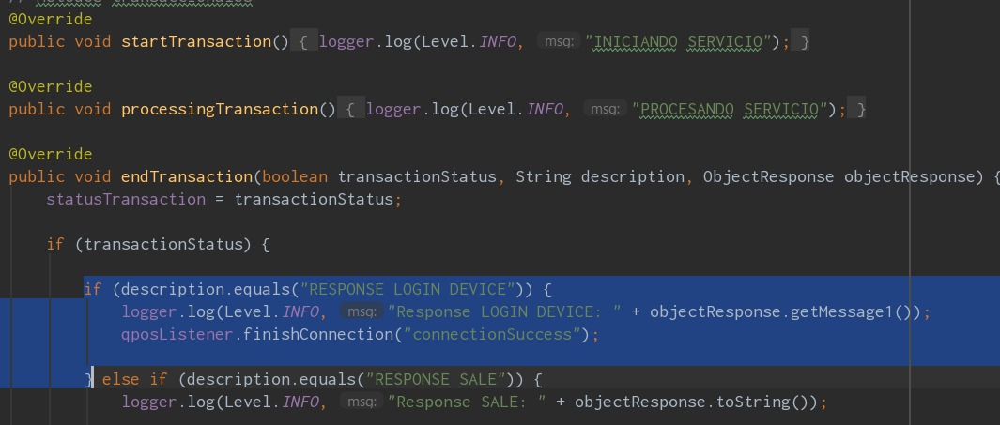 @Override
public void startTransaction() { logger.log(Level.INFO, msg: "INICIANDO SERVICIO"); }
@Override
public void processingTransaction() { logger.log(Level.INFO, msg: "PROCESANDO SERVICIO"); }
@Override
public void endTransaction(boolean transactionStatus, String description, ObjectResponse objectResponse) {
statusTransaction = transactionStatus;
if (transactionStatus) {
if (description.equals("RESPONSE LOGIN DEVICE")) {
logger.log(Level.INFO, msg: "Response LOGIN DEVICE: " + objectResponse.getMessage1());
qposListener.finishConnection("connectionSuccess");
} else if (description.equals("RESPONSE SALE")) {
logger.log(Level.INFO, msg: "Response SALE: " + objectResponse.toString());